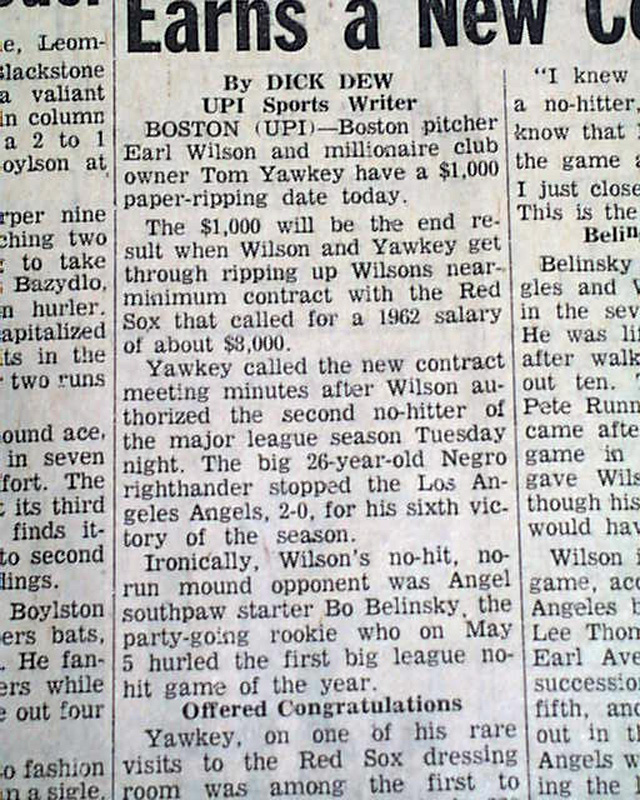 Earns a New
e, Leom-
Blackstone
a valiant
in column
a 2 to 1
oylson at
rper nine
ching two
to take
Bazydlo,
n hurler.
apitalized
ts in the
two runs
ound ace,
in seven
fort. The
its third
finds it-
to second
llings.
Boylston
ers bats,
. He fan-
ers while
e out four
o fashion
n a sigle,
By DICK DEW
UPI Sports Writer
BOSTON (UPI)—Boston pitcher
Earl Wilson and millionaire club
owner Tom Yawkey have a $1,000
paper-ripping date today.
The $1,000 will be the end re-
sult when Wilson and Yawkey get
through ripping up Wilsons near-
minimum contract with the Red
Sox that called for a 1962 salary
of about $8,000.
Yawkey called the new contract
meeting minutes after Wilson au-
thorized the second no-hitter of
the major league season Tuesday
night. The big 26-year-old Negro
righthander stopped the Los An-
geles Angels, 2-0, for his sixth vic-
tory of the season.
Ironically, Wilson's no-hit, no-
run mound opponent was Angel
southpaw starter Bo Belinsky, the
party-going rookie who on May
5 hurled the first big league no-
hit game of the year.
Offered Congratulations
Yawkey, on one of his rare
visits to the Red Sox dressing
room was among the first to
"I knew
a no-hitter,
know that
the game a
I just close
This is the
Belin
Belinsky
gles and
in the sev
He was lif
after walk
out ten.
Pete Runn
came afte
game in
gave Wils
though his
would hav
Wilson
game, acc
Angeles
Lee Thom
Earl Ave
succession
fifth, and
out in th
Angels w
ing the